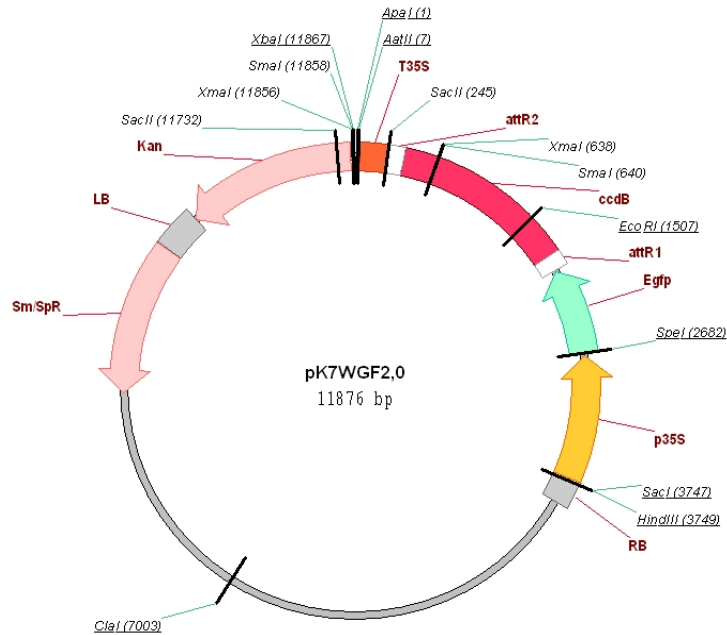 ApaI (1)
XbaI (11867)
AatII (7)
SmaI (11858)
T35S
XmaI (11856)
SacII (245)
SacII (11732)
attR2
Kan
XmaI (638)
SmaI (640)
LB
ccdB
EcoRI (1507)
attR1
Egfp
Sm/SpR
SpeI (2682)
pK7WGF2,0
11876 bp
p35S
SacI (3747)
HindIII (3749)
RB
ClaI (7003)